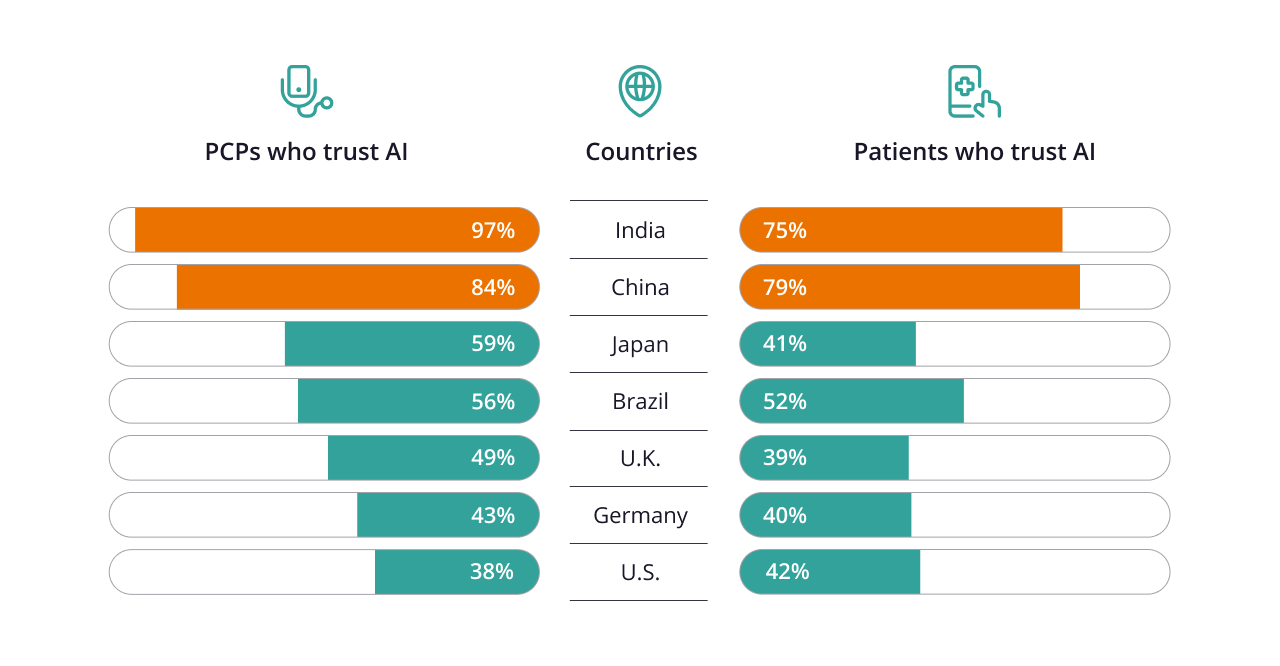 PCPs who trust AI
Countries
Patients who trust AI
97%
India
75%
84%
China
79%
59%
Japan
41%
56%
Brazil
52%
49%
U.K.
39%
43%
Germany
40%
38%
U.S.
42%